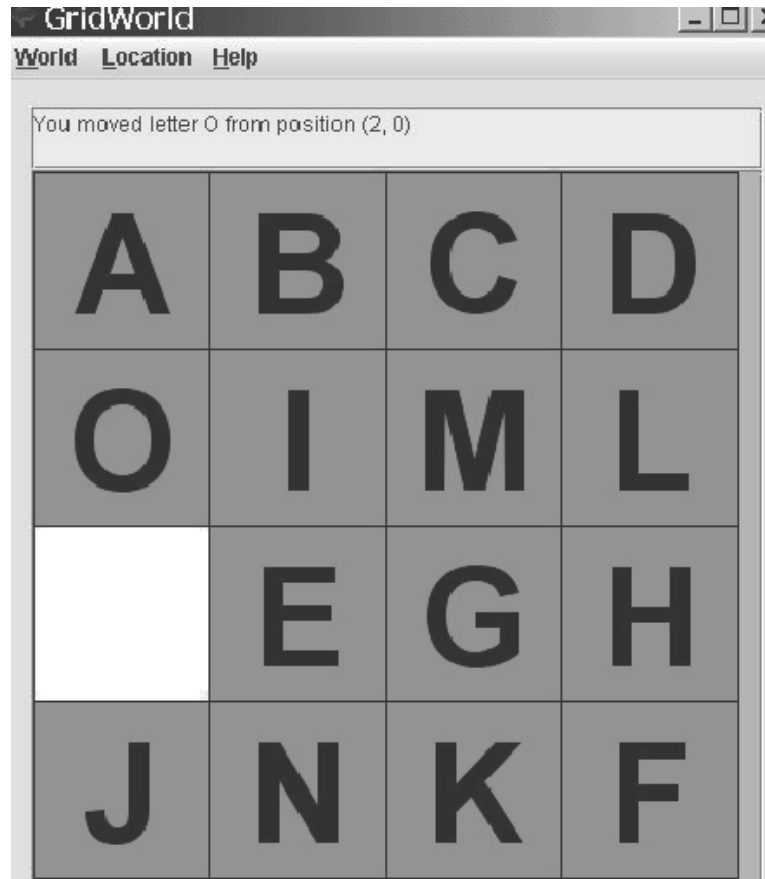 GridWorld
World Location Help
You moved letter O from position (2, 0)
A B C D
O I M L
E G H
J N K F